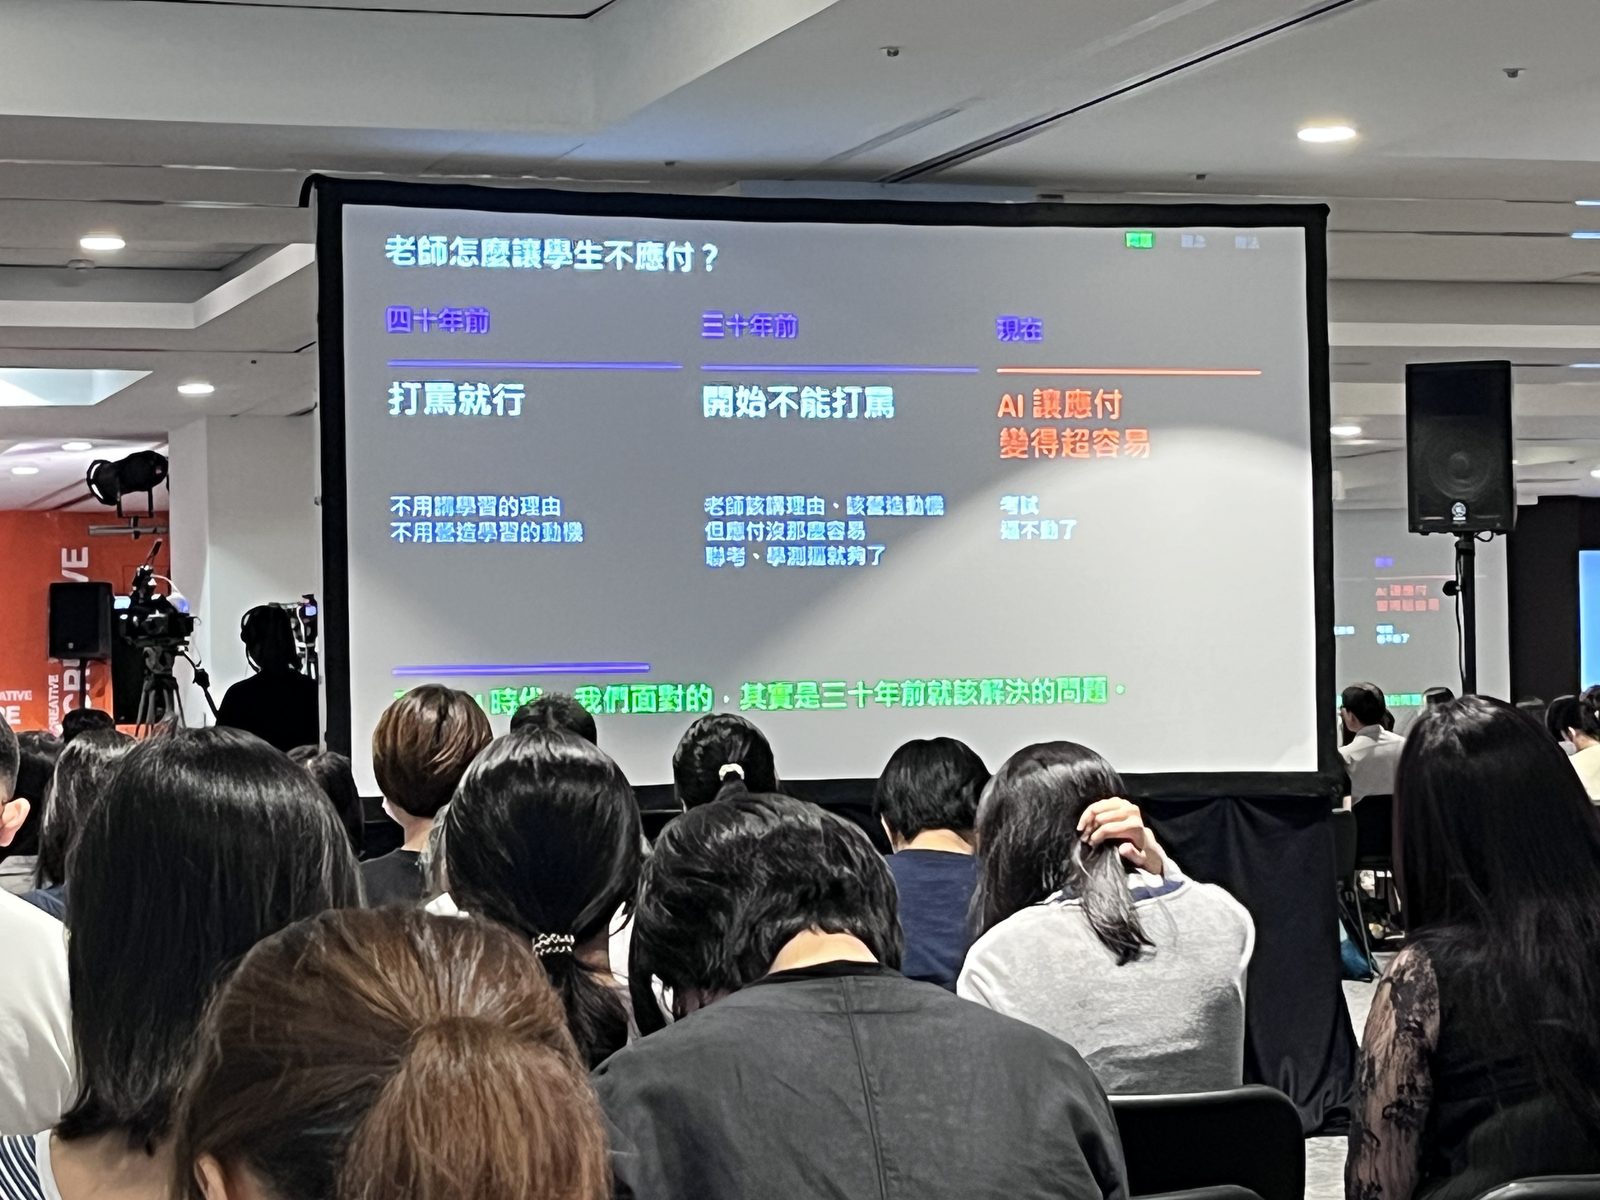 老師怎麼讓學生不應付？
問題
四十年前
打罵就行
不用講學習的理由
不用營造學習的動機
三十年前
開始不能打罵
老師該講理由、該營造動機
但應付沒那麼容易
聯考、學測逼就夠了
現在
AI 讓應付
變得超容易
考試
逼不動了
時代 我們面對的，其實是三十年前就該解決的問題。
CREATIVE